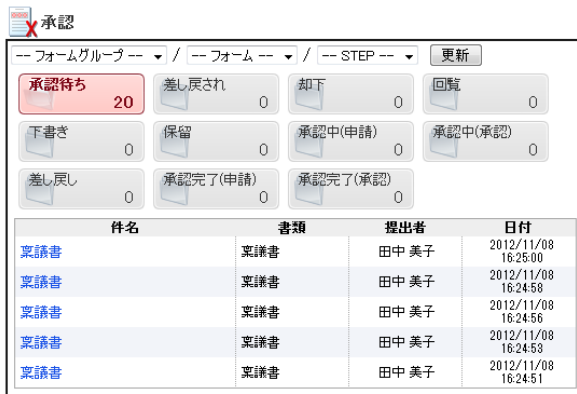 承認
-- フォームグループ -- / -- フォーム -- / -- STEP -- 更新
承認待ち 差し戻され 却下 回覧
20 0 0 0
下書き 保留 承認中(申請) 承認中(承認)
0 0 0 0
差し戻し 承認完了(申請) 承認完了(承認)
0 0 0
件名 書類 提出者 日付
稟議書 稟議書 田中 美子 2012/11/08
16:25:00
稟議書 稟議書 田中 美子 2012/11/08
16:24:58
稟議書 稟議書 田中 美子 2012/11/08
16:24:56
稟議書 稟議書 田中 美子 2012/11/08
16:24:53
稟議書 稟議書 田中 美子 2012/11/08
16:24:51